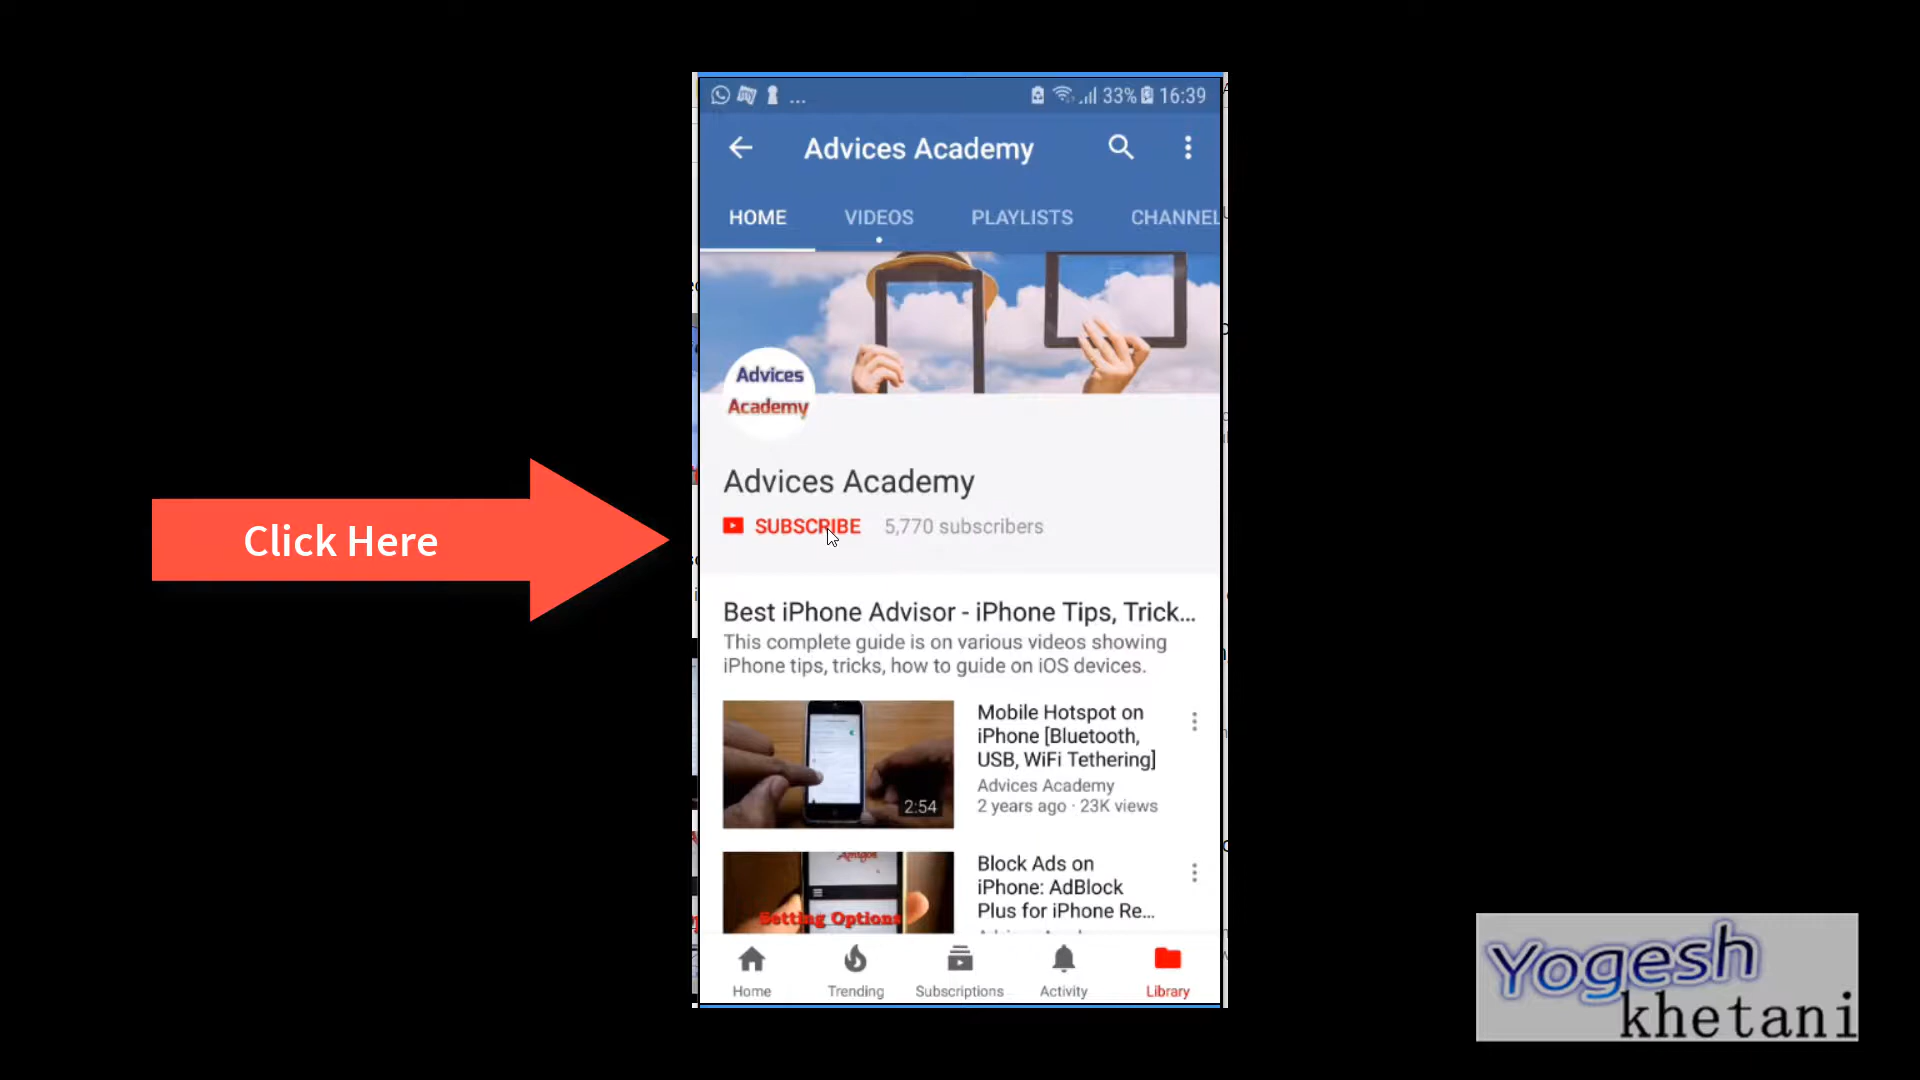 ... 33% 16:39
Advices Academy
HOME VIDEOS PLAYLISTS CHANNEL
Advices
Academy
Advices Academy
SUBSCRIBE 5,770 subscribers
Click Here
Best iPhone Advisor - iPhone Tips, Trick...
This complete guide is on various videos showing
iPhone tips, tricks, how to guide on iOS devices.
Mobile Hotspot on
iPhone [Bluetooth,
USB, WiFi Tethering]
Advices Academy
2 years ago · 23K views
2:54
Block Ads on
iPhone: AdBlock
Plus for iPhone Re...
Amigos
Setting Options
Home Trending Subscriptions Activity Library
Yogesh
khetani